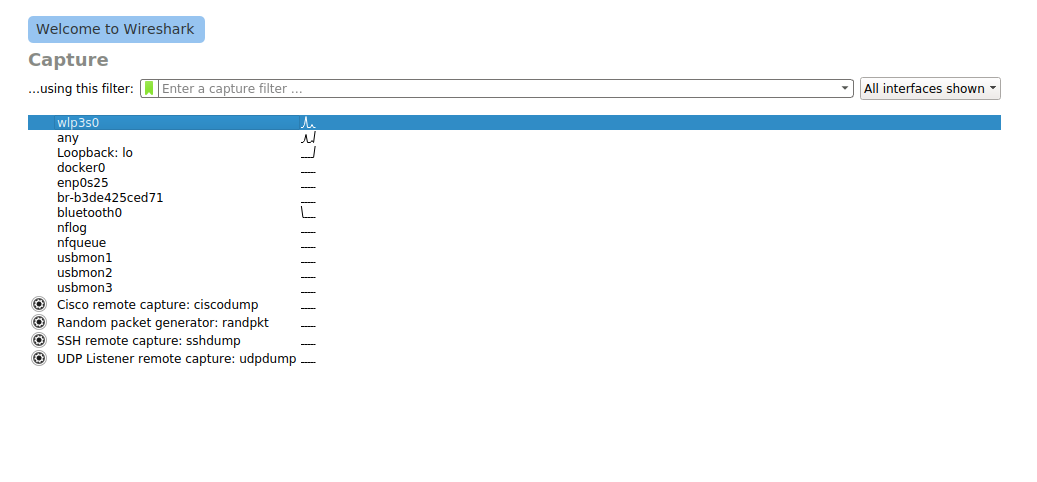 Welcome to Wireshark
Capture
...using this filter: Enter a capture filter ... All interfaces shown
wlp3s0
any
Loopback: lo
docker0
enp0s25
br-b3de425ced71
bluetooth0
nflog
nfqueue
usbmon1
usbmon2
usbmon3
Cisco remote capture: ciscodump
Random packet generator: randpkt
SSH remote capture: sshdump
UDP Listener remote capture: udpdump